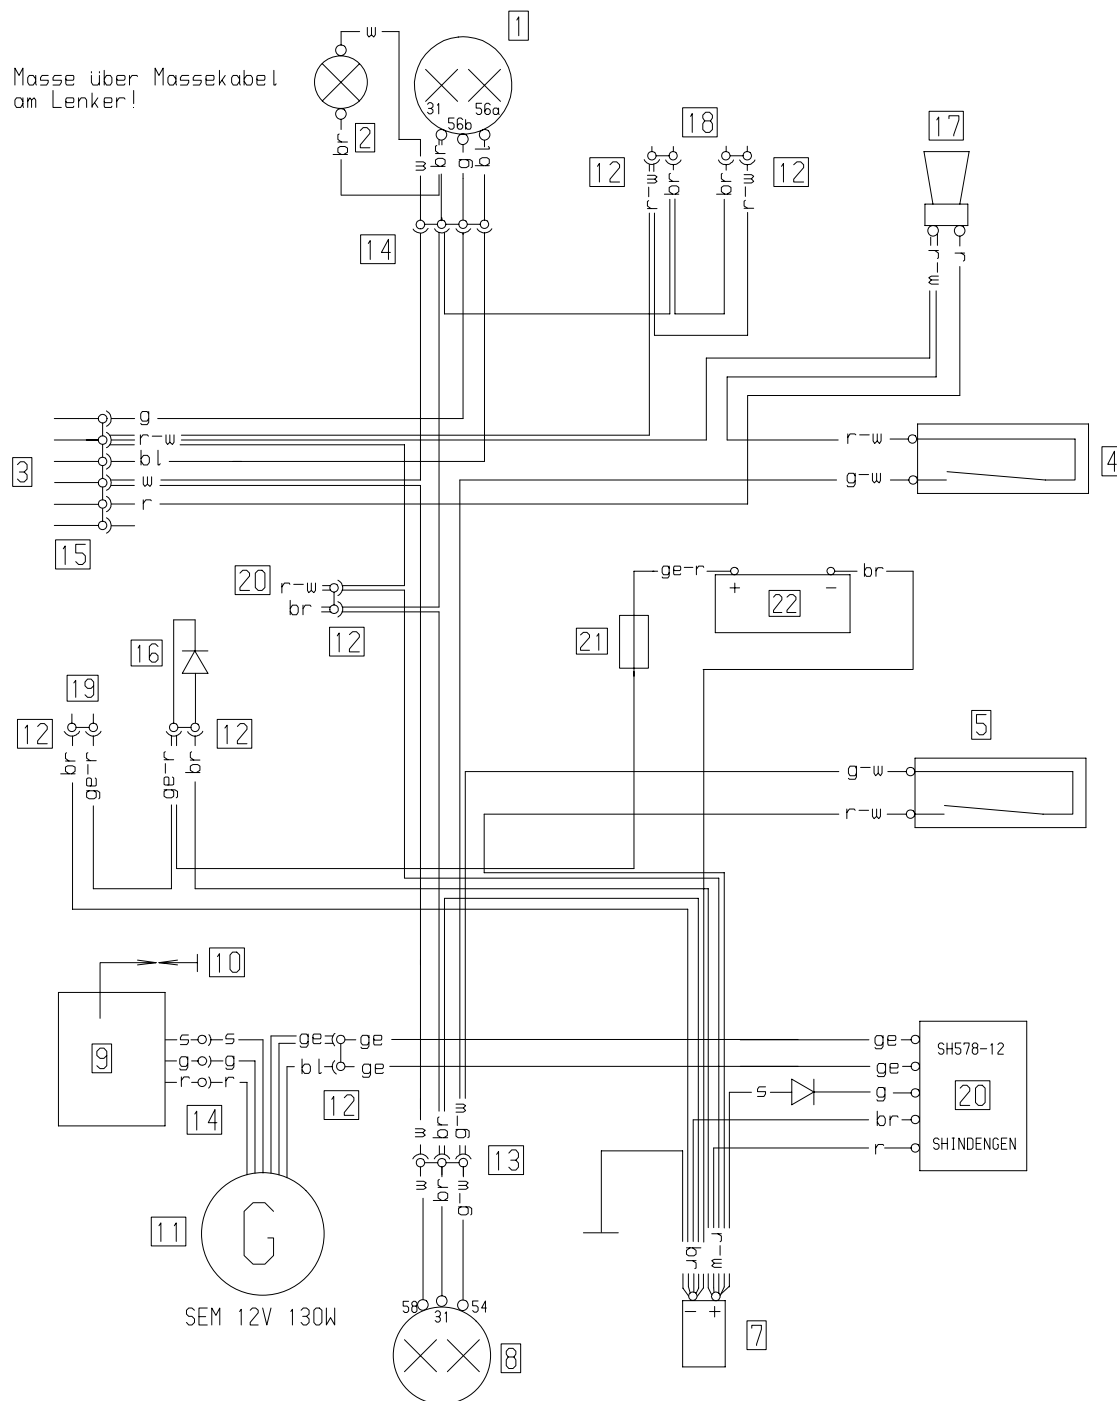 1
w
Masse über Massekabel
am Lenker!
31
56a
56b
2
br
w
br
g
bl
18
17
12
w-r
br
br
w-r
12
14
r-w
r
g
r-w
bl
w
r
3
15
r-w
g-w
4
20
r-w
br
12
ge-r
+
-
br
22
21
16
19
12
12
br
ge-r
ge-r
br
5
g-w
r-w
10
9
s
s
g
g
r
r
14
ge
ge
bl
ge
12
ge
ge
s
g
br
r
SH578-12
20
SHINDENGEN
w
br
w-g
13
w
br
w-g
11
G
SEM 12V 130W
br
r-w
58
31
54
8
-
+
7